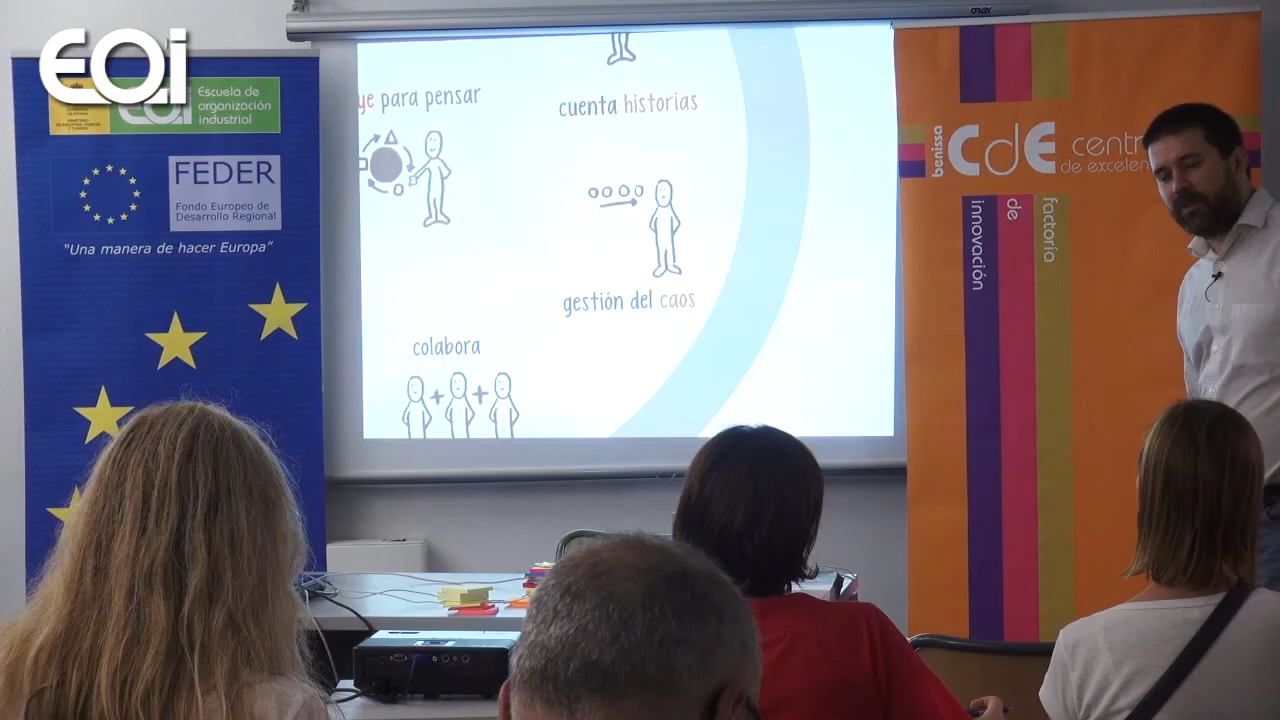 EOi
Escuela de
organización
industrial
EOi
FEDER
Fondo Europeo de
Desarrollo Regional
“Una manera de hacer Europa”
ye para pensar
cuenta historias
gestión del caos
colabora
benissa
CdE
centr
de excelen
innovación
de
factoría